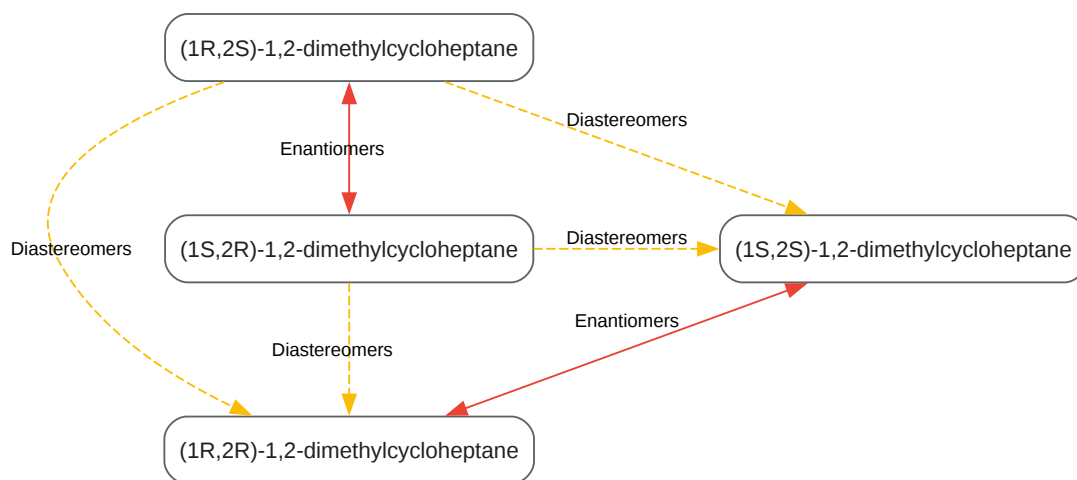 (1R,2S)-1,2-dimethylcycloheptane
Diastereomers
Enantiomers
Diastereomers
(1S,2R)-1,2-dimethylcycloheptane
Diastereomers
(1S,2S)-1,2-dimethylcycloheptane
Enantiomers
Diastereomers
(1R,2R)-1,2-dimethylcycloheptane